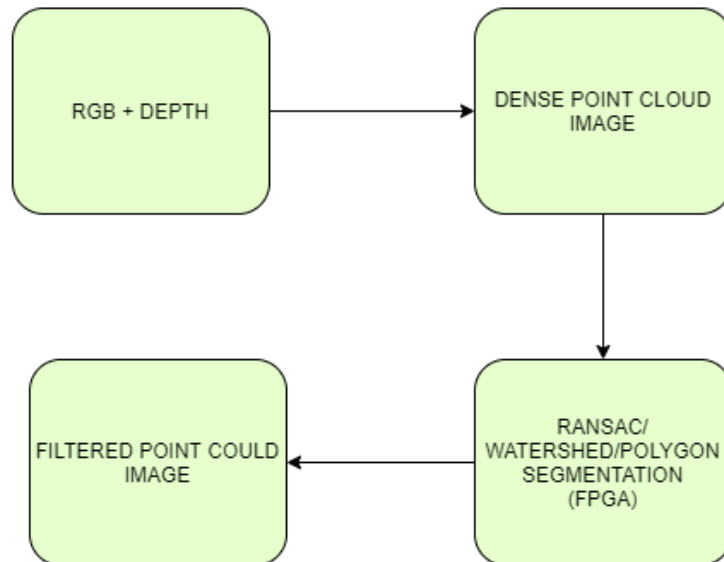 RGB + DEPTH
DENSE POINT CLOUD
IMAGE
RANSAC/
WATERSHED/POLYGON
SEGMENTATION
(FPGA)
FILTERED POINT COULD
IMAGE